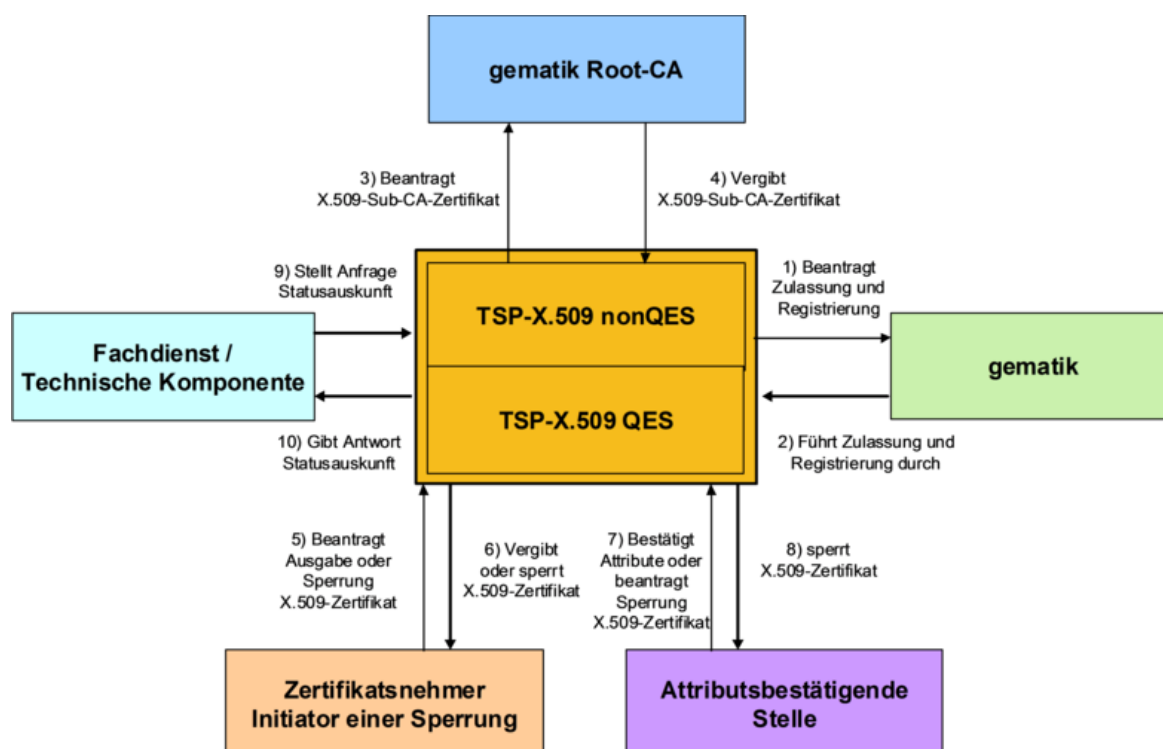 gematik Root-CA
3) Beantragt
X.509-Sub-CA-Zertifikat
4) Vergibt
X.509-Sub-CA-Zertifikat
9) Stellt Anfrage
Statusauskunft
TSP-X.509 nonQES
1) Beantragt
Zulassung und
Registrierung
Fachdienst /
Technische Komponente
gematik
TSP-X.509 QES
10) Gibt Antwort
Statusauskunft
2) Führt Zulassung und
Registrierung durch
5) Beantragt
Ausgabe oder
Sperrung
X.509-Zertifikat
6) Vergibt
oder sperrt
X.509-Zertifikat
7) Bestätigt
Attribute oder
beantragt
Sperrung
X.509-Zertifikat
8) sperrt
X.509-Zertifikat
Zertifikatsnehmer
Initiator einer Sperrung
Attributsbestätigende
Stelle